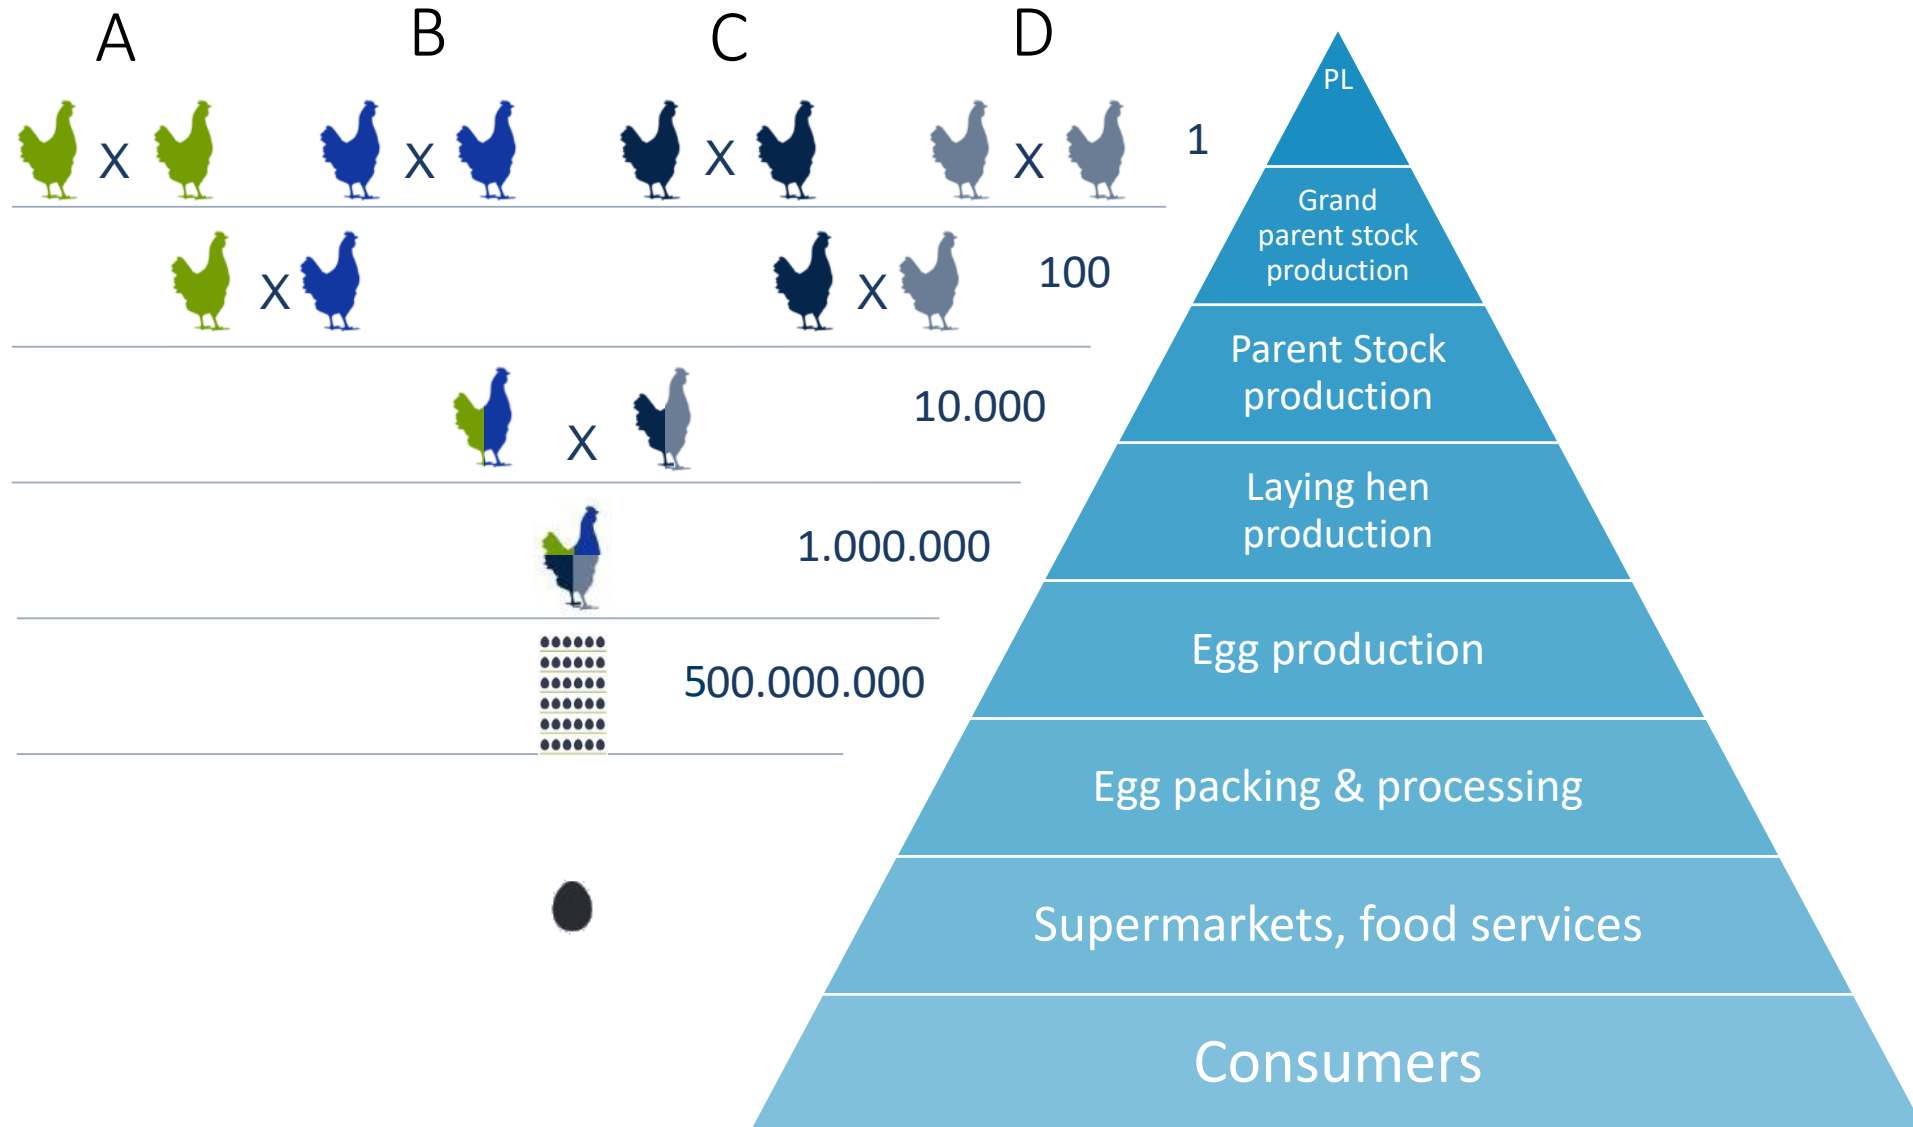 A B C D
X X X X 1
X X 100
X 10.000
1.000.000
500.000.000
PL
Grand
parent stock
production
Parent Stock
production
Laying hen
production
Egg production
Egg packing & processing
Supermarkets, food services
Consumers